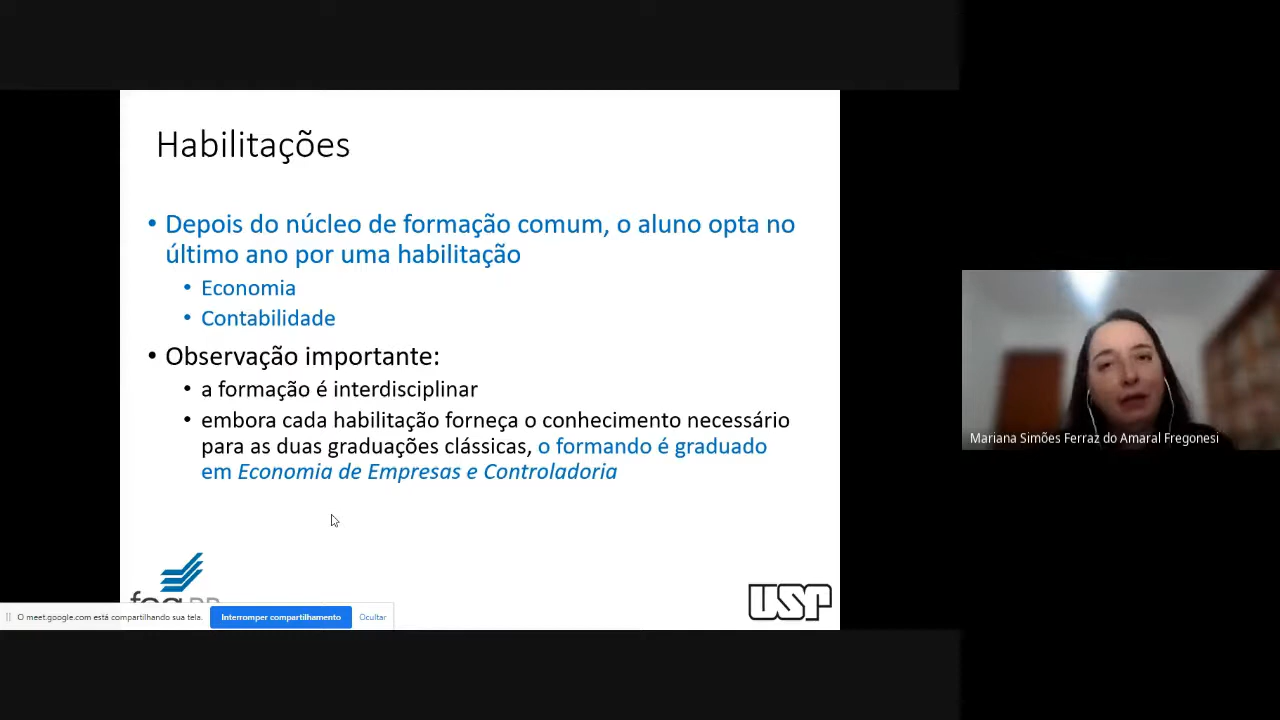 Habilitações
• Depois do núcleo de formação comum, o aluno opta no
último ano por uma habilitação
• Economia
• Contabilidade
• Observação importante:
• a formação é interdisciplinar
• embora cada habilitação forneça o conhecimento necessário
para as duas graduações clássicas, o formando é graduado
em Economia de Empresas e Controladoria
USP
O meet.google.com está compartilhando sua tela.
Interromper compartilhamento
Ocultar
Mariana Simões Ferraz do Amaral Fregonesi